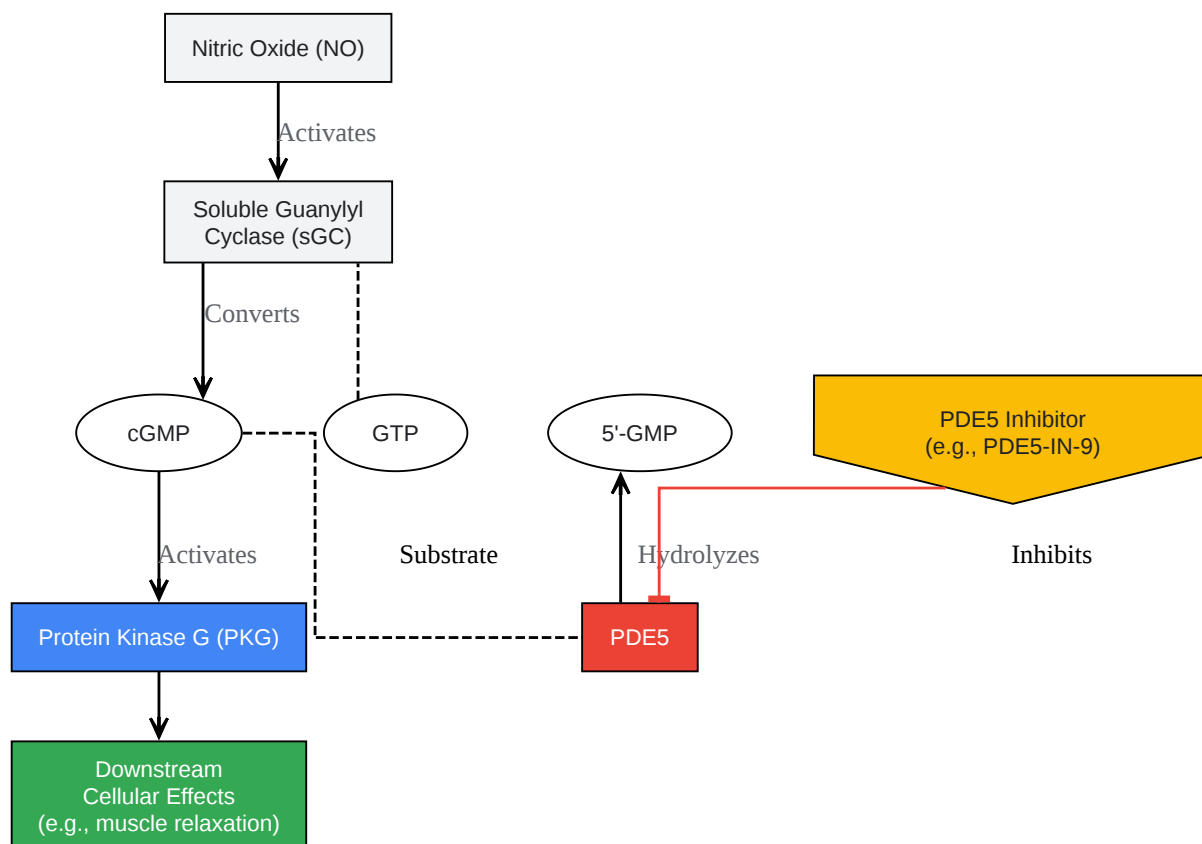 Nitric Oxide (NO)
Activates
Soluble Guanylyl
Cyclase (sGC)
Converts
cGMP
GTP
5'-GMP
PDE5 Inhibitor
(e.g., PDE5-IN-9)
Activates
Substrate
Hydrolyzes
Inhibits
Protein Kinase G (PKG)
PDE5
Downstream
Cellular Effects
(e.g., muscle relaxation)